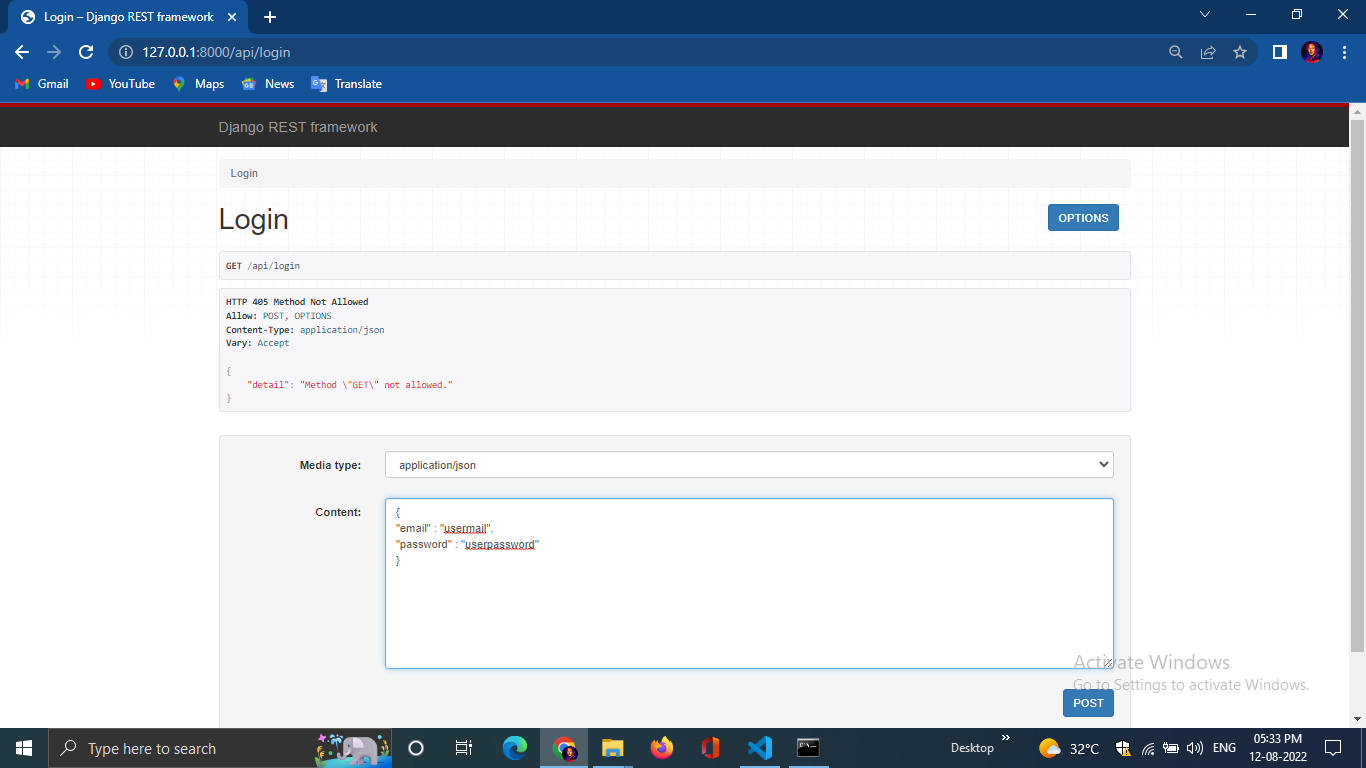 Login – Django REST framework
127.0.0.1:8000/api/login
Gmail YouTube Maps News Translate
Django REST framework
Login
Login
OPTIONS
GET /api/login
HTTP 405 Method Not Allowed
Allow: POST, OPTIONS
Content-Type: application/json
Vary: Accept
{
"detail": "Method \"GET\" not allowed."
}
Media type: application/json
Content:
{
"email" : "usermail",
"password" : "userpassword"
}
Activate Windows
Go to Settings to activate Windows.
POST
Type here to search
Desktop
32°C
ENG
05:33 PM
12-08-2022